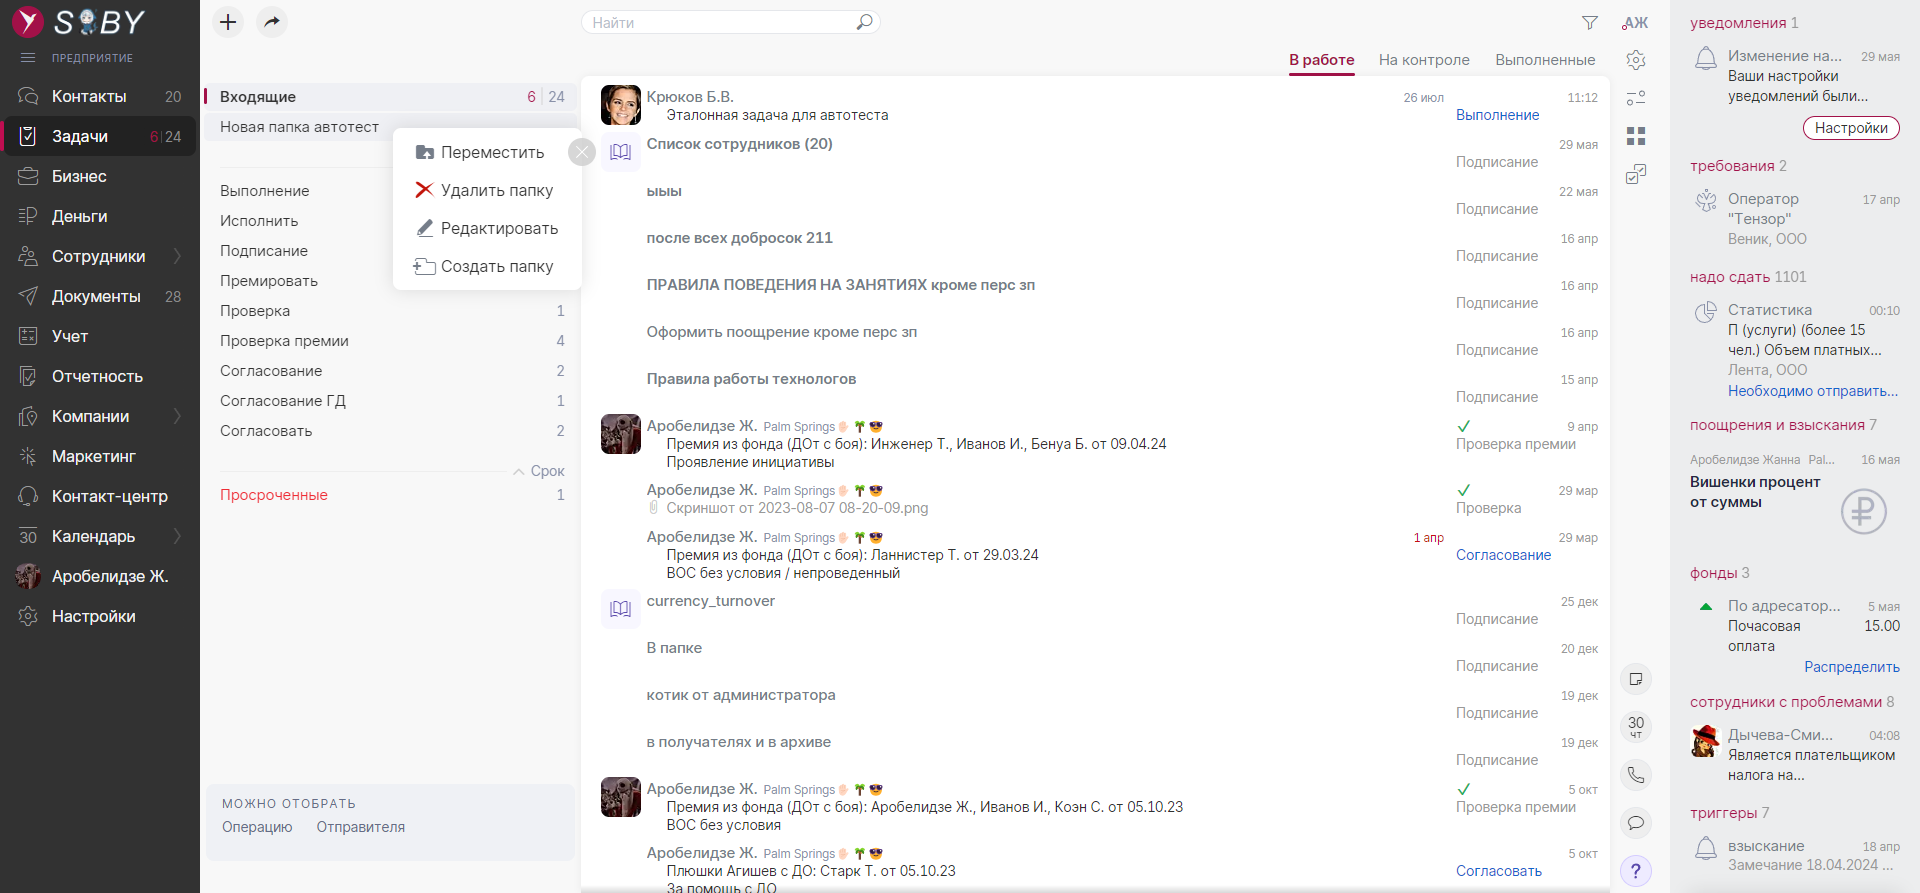 SBY
ПРЕДПРИЯТИЕ
Контакты 20
Задачи 6 24
Бизнес
Деньги
Сотрудники
Документы 28
Учет
Отчетность
Компании
Маркетинг
Контакт-центр
30 Календарь
Аробелидзе Ж.
Настройки
Входящие 6 24
Новая папка автотест
Выполнение
Исполнить
Подписание
Премировать
Проверка 1
Проверка премии 4
Согласование 2
Согласование ГД 1
Согласовать 2
Срок
Просроченные 1
МОЖНО ОТОБРАТЬ
Операцию Отправителя
Переместить
Удалить папку
Редактировать
Создать папку
Найти
В работе На контроле Выполненные
Крюков Б.В. 26 июл 11:12
Эталонная задача для автотеста Выполнение
Список сотрудников (20) 29 мая
Подписание
ыыы 22 мая
Подписание
после всех добросок 211 16 апр
Подписание
ПРАВИЛА ПОВЕДЕНИЯ НА ЗАНЯТИЯХ кроме перс зп 16 апр
Подписание
Оформить поощрение кроме перс зп 16 апр
Подписание
Правила работы технологов 15 апр
Подписание
Аробелидзе Ж. Palm Springs 9 апр
Премия из фонда (ДОт с боя): Инженер Т., Иванов И., Бенуа Б. от 09.04.24 Проверка премии
Проявление инициативы
Аробелидзе Ж. Palm Springs 29 мар
Скриншот от 2023-08-07 08-20-09.png Проверка
Аробелидзе Ж. Palm Springs 1 апр 29 мар
Премия из фонда (ДОт с боя): Ланнистер Т. от 29.03.24 Согласование
ВОС без условия / непроведенный
currency_turnover 25 дек
Подписание
В папке 20 дек
Подписание
котик от администратора 19 дек
Подписание
в получателях и в архиве 19 дек
Подписание
Аробелидзе Ж. Palm Springs 5 окт
Премия из фонда (ДОт с боя): Аробелидзе Ж., Иванов И., Коэн С. от 05.10.23 Проверка премии
ВОС без условия
Аробелидзе Ж. Palm Springs 5 окт
Плюшки Агишев с ДО: Старк Т. от 05.10.23 Согласовать
За помощь с ДО
АЖ
30
чт
?
уведомления 1
Изменение на... 29 мая
Ваши настройки
уведомлений были...
Настройки
требования 2
Оператор 17 апр
"Тензор"
Веник, ООО
надо сдать 1101
Статистика 00:10
П (услуги) (более 15
чел.) Объем платных...
Лента, ООО
Необходимо отправить...
поощрения и взыскания 7
Аробелидзе Жанна Pal... 16 мая
Вишенки процент
от суммы
фонды 3
По адресатор... 5 мая
Почасовая 15.00
оплата
Распределить
сотрудники с проблемами 8
Дычева-Сми... 04:08
Является плательщиком
налога на...
триггеры 7
взыскание 18 апр
Замечание 18.04.2024 ...